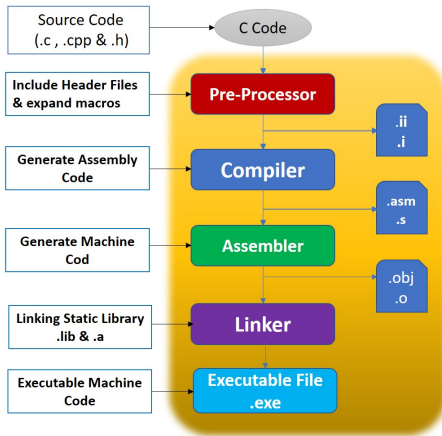 Source Code
(.c , .cpp & .h)
C Code
Include Header Files
& expand macros
Pre-Processor
.ii
.i
Generate Assembly
Code
Compiler
.asm
.s
Generate Machine
Cod
Assembler
.obj
.o
Linking Static Library
.lib & .a
Linker
Executable Machine
Code
Executable File
.exe